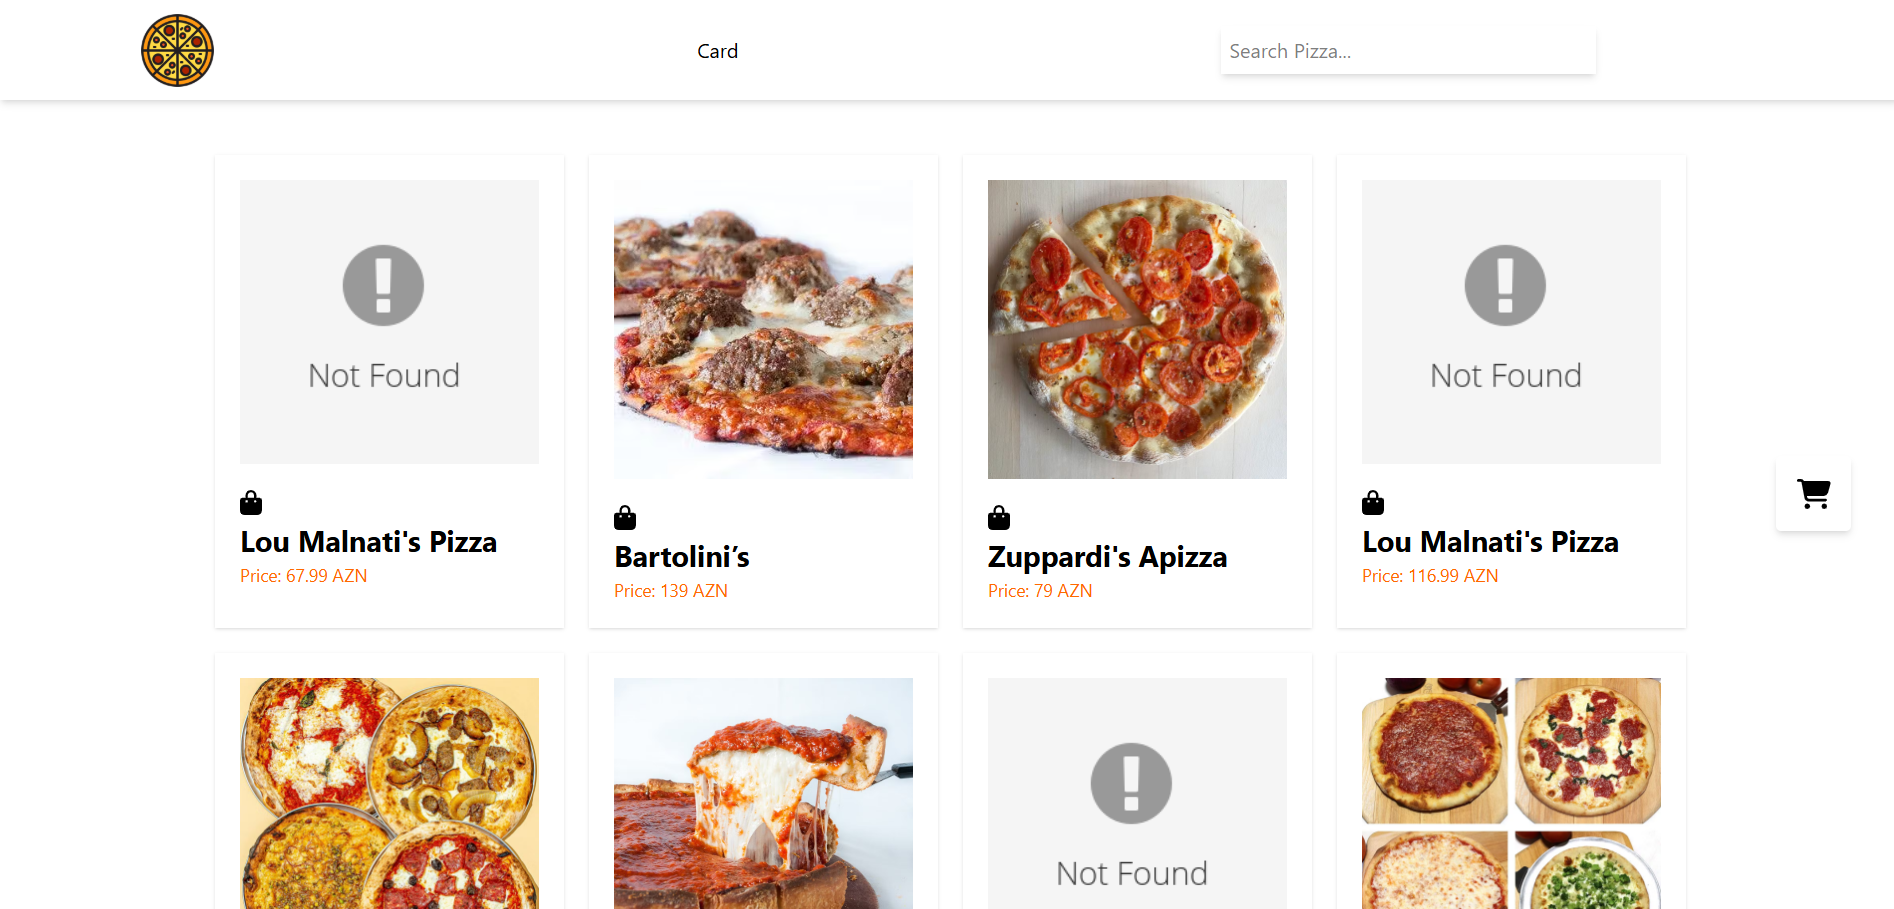 Card
Search Pizza...
Not Found
Not Found
Lou Malnati's Pizza
Price: 67.99 AZN
Bartolini’s
Price: 139 AZN
Zuppardi's Apizza
Price: 79 AZN
Lou Malnati's Pizza
Price: 116.99 AZN
Not Found